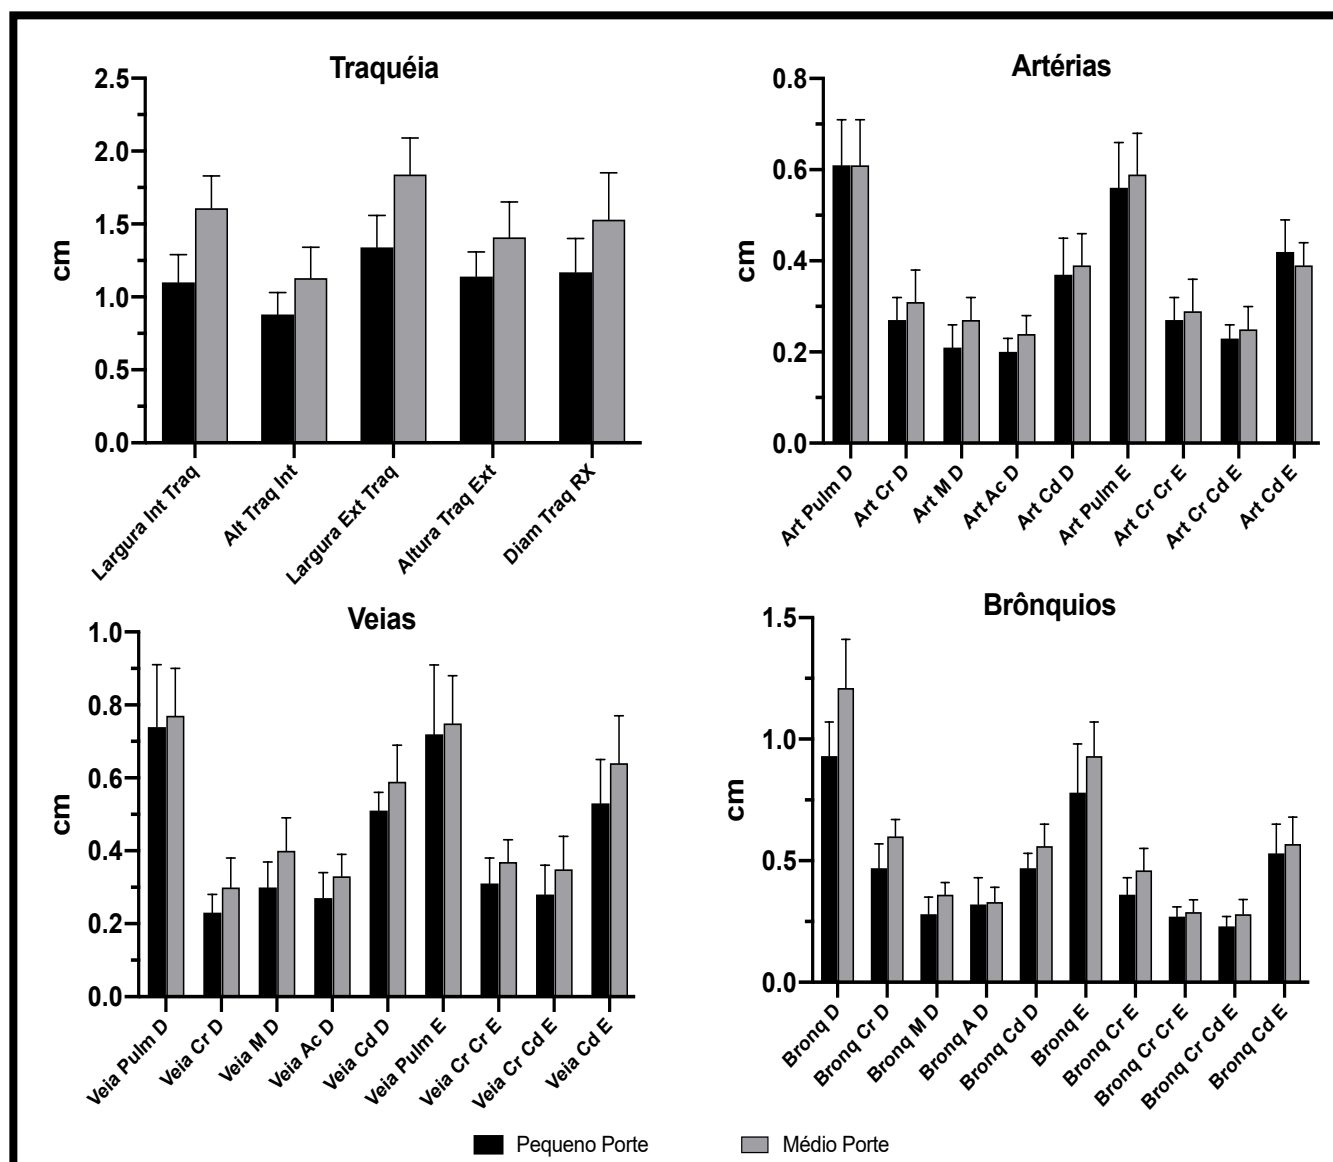 Traquéia
2.5
2.0
1.5
1.0
0.5
0.0
cm
Largura Int Traq
Alt Traq Int
Largura Ext Traq
Altura Traq Ext
Diam Traq RX
Artérias
0.8
0.6
0.4
0.2
0.0
cm
Art Pulm D
Art Cr D
Art M D
Art Ac D
Art Cd D
Art Pulm E
Art Cr Cr E
Art Cr Cd E
Art Cd E
Veias
1.0
0.8
0.6
0.4
0.2
0.0
cm
Veia Pulm D
Veia Cr D
Veia M D
Veia Ac D
Veia Cd D
Veia Pulm E
Veia Cr Cr E
Veia Cr Cd E
Veia Cd E
Brônquios
1.5
1.0
0.5
0.0
cm
Bronq D
Bronq Cr D
Bronq M D
Bronq A D
Bronq Cd D
Bronq E
Bronq Cr E
Bronq Cr Cr E
Bronq Cr Cd E
Bronq Cd E
Pequeno Porte
Médio Porte